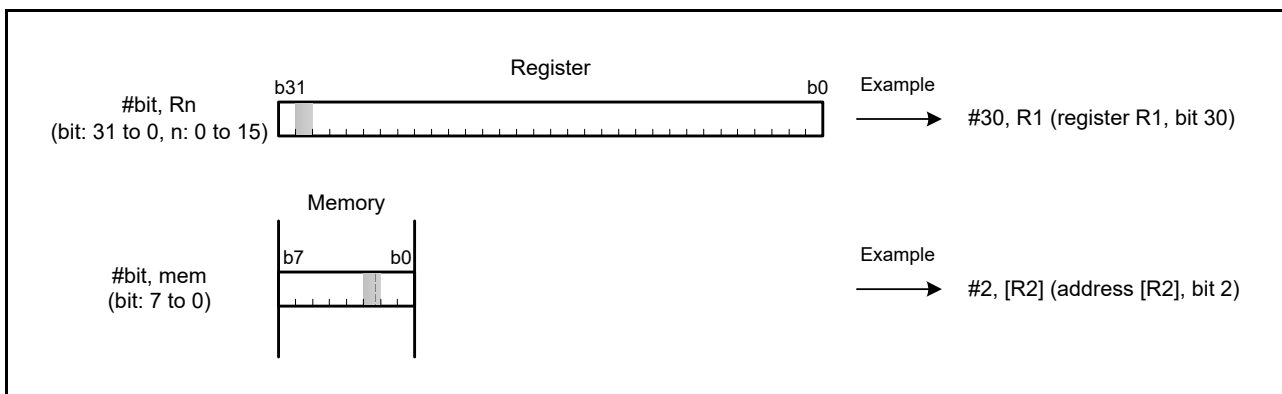 Register
b31
b0
Example
#bit, Rn
(bit: 31 to 0, n: 0 to 15)
#30, R1 (register R1, bit 30)
Memory
b7
b0
Example
#bit, mem
(bit: 7 to 0)
#2, [R2] (address [R2], bit 2)